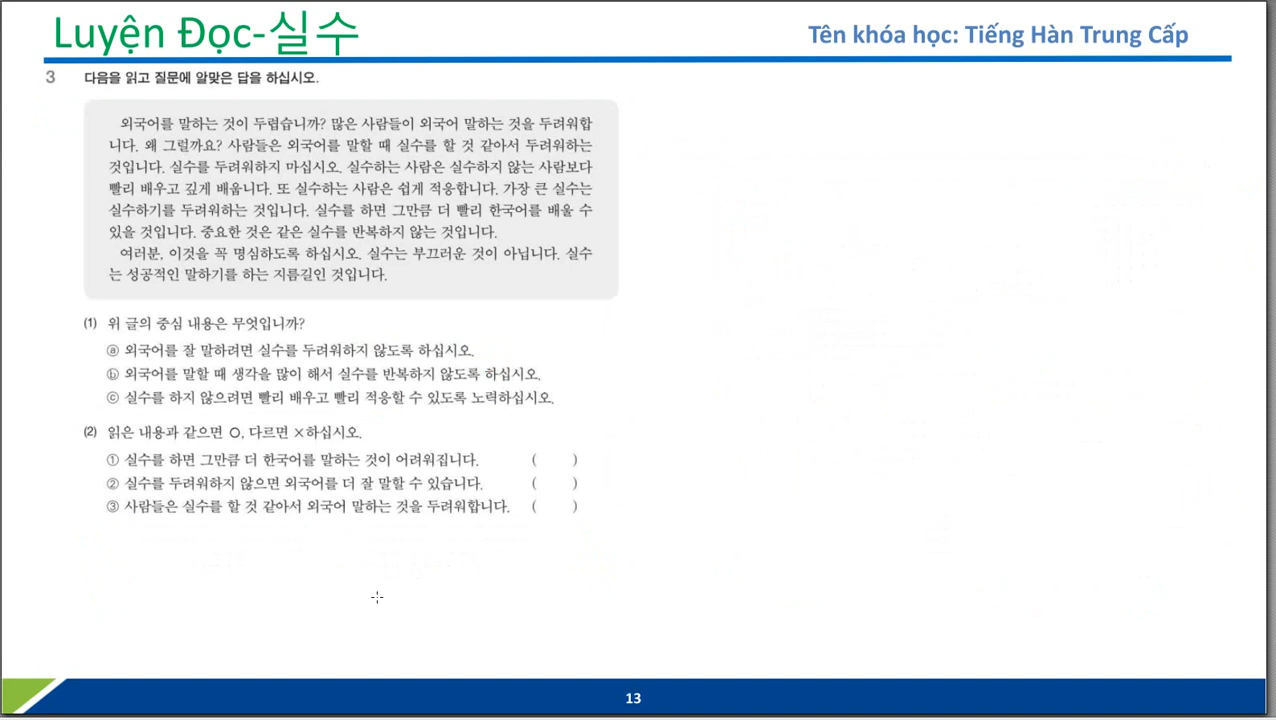 Luyện Đọc-실수
Tên khóa học: Tiếng Hàn Trung Cấp
3 다음을 읽고 질문에 알맞은 답을 하십시오.
외국어를 말하는 것이 두렵습니까? 많은 사람들이 외국어 말하는 것을 두려워합
니다. 왜 그럴까요? 사람들은 외국어를 말할 때 실수를 할 것 같아서 두려워하는
것입니다. 실수를 두려워하지 마십시오. 실수하는 사람은 실수하지 않는 사람보다
빨리 배우고 깊게 배웁니다. 또 실수하는 사람은 쉽게 적응합니다. 가장 큰 실수는
실수하기를 두려워하는 것입니다. 실수를 하면 그만큼 더 빨리 한국어를 배울 수
있을 것입니다. 중요한 것은 같은 실수를 반복하지 않는 것입니다.
여러분, 이것을 꼭 명심하도록 하십시오. 실수는 부끄러운 것이 아닙니다. 실수
는 성공적인 말하기를 하는 지름길인 것입니다.
(1) 위 글의 중심 내용은 무엇입니까?
ⓐ 외국어를 잘 말하려면 실수를 두려워하지 않도록 하십시오.
ⓑ 외국어를 말할 때 생각을 많이 해서 실수를 반복하지 않도록 하십시오.
ⓒ 실수를 하지 않으려면 빨리 배우고 빨리 적응할 수 있도록 노력하십시오.
(2) 읽은 내용과 같으면 ○, 다르면 ×하십시오.
① 실수를 하면 그만큼 더 한국어를 말하는 것이 어려워집니다. ( )
② 실수를 두려워하지 않으면 외국어를 더 잘 말할 수 있습니다. ( )
③ 사람들은 실수를 할 것 같아서 외국어 말하는 것을 두려워합니다. ( )
13